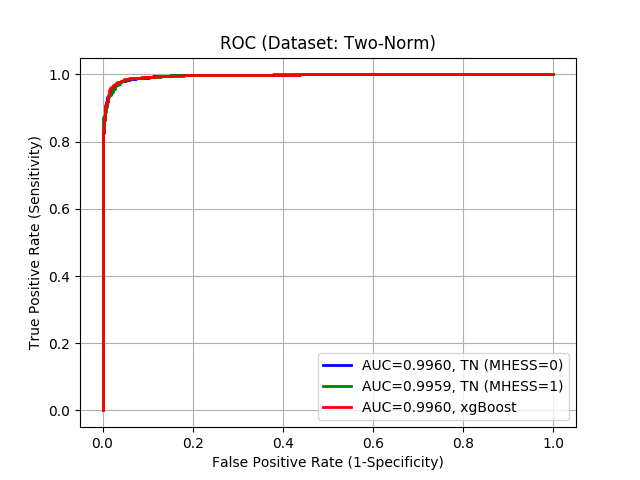 ROC (Dataset: Two-Norm)
True Positive Rate (Sensitivity)
1.0
0.8
0.6
0.4
0.2
0.0
AUC=0.9960, TN (MHESS=0)
AUC=0.9959, TN (MHESS=1)
AUC=0.9960, xgBoost
0.0 0.2 0.4 0.6 0.8 1.0
False Positive Rate (1-Specificity)